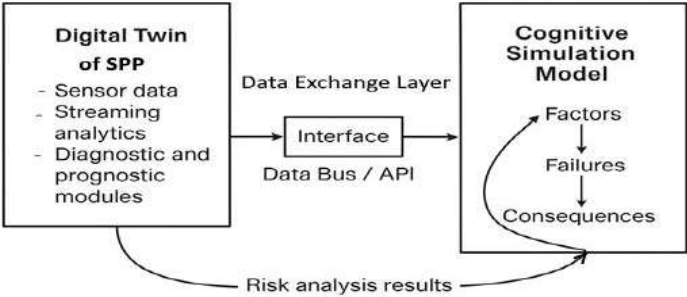 Digital Twin
of SPP
- Sensor data
- Streaming
analytics
- Diagnostic and
prognostic
modules
Data Exchange Layer
Interface
Data Bus / API
Cognitive
Simulation
Model
Factors
Failures
Consequences
Risk analysis results